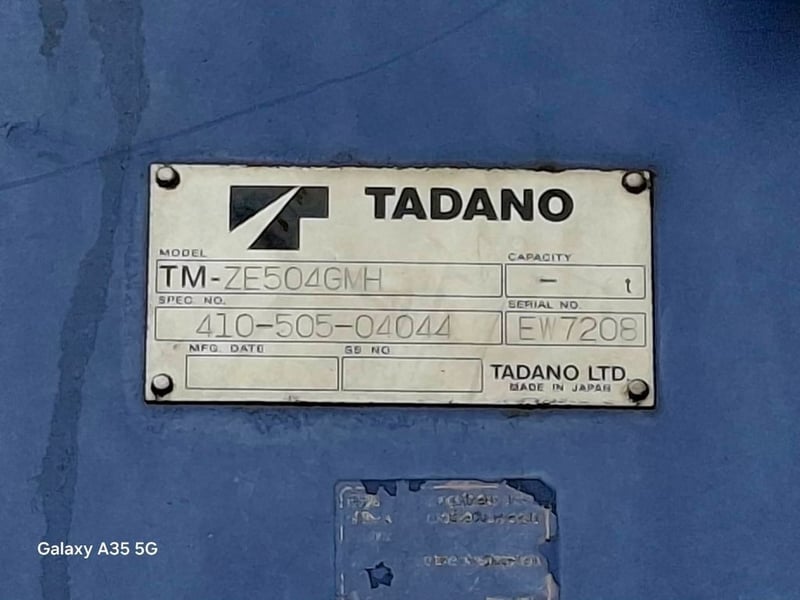 TADANO
MODEL
CAPACITY
TM-ZE504GMH
- t
SPEC. NO.
SERIAL NO.
410-505-04044
EW7208
MFG. DATE
SS NO.
TADANO LTD.
MADE IN JAPAN
Galaxy A35 5G